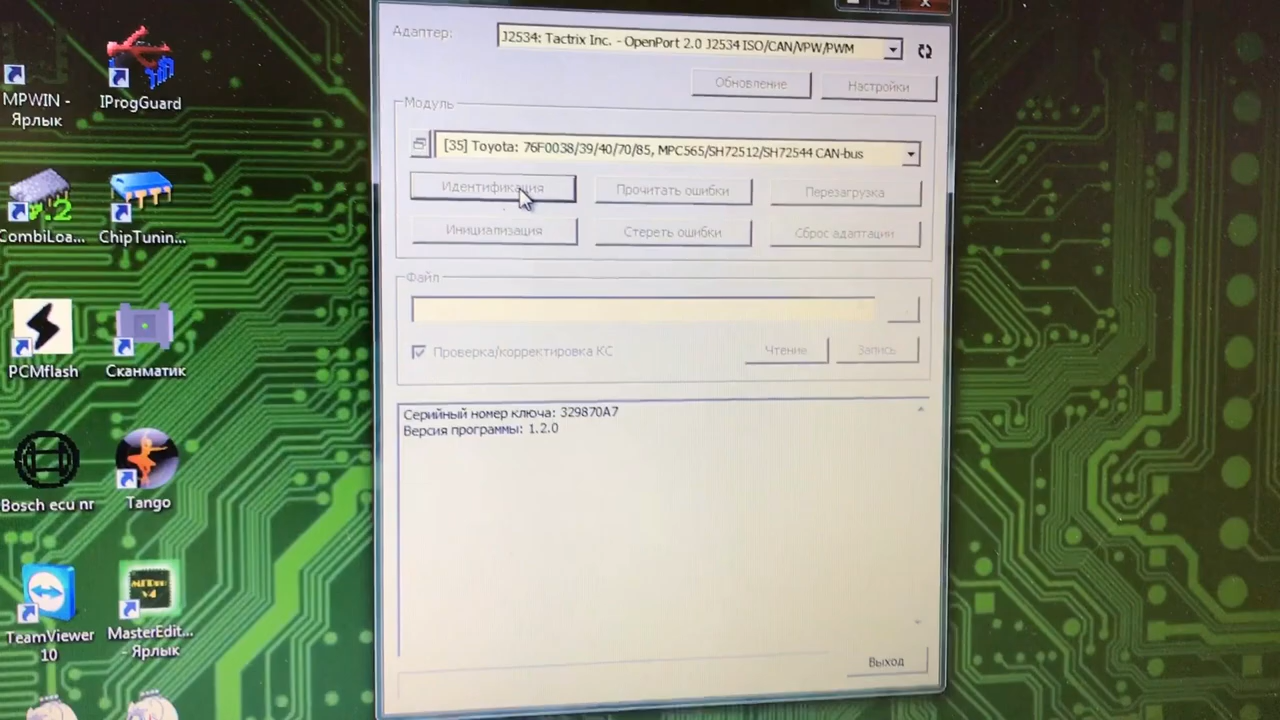 MPWIN -
Ярлык
IProgGuard
CombiLoa...
ChipTunin...
PCMflash
Сканматик
Bosch ecu nr
Tango
TeamViewer
10
MasterEdit...
- Ярлык
Адаптер:
J2534: Tactrix Inc. - OpenPort 2.0 J2534 ISO/CAN/VPW/PWM
Обновление
Настройки
Модуль
[35] Toyota: 76F0038/39/40/70/85, MPC565/SH72512/SH72544 CAN-bus
Идентификация
Прочитать ошибки
Перезагрузка
Инициализация
Стереть ошибки
Сброс адаптации
Файл
...
Проверка/корректировка КС
Чтение
Запись
Серийный номер ключа: 329870A7
Версия программы: 1.2.0
Выход